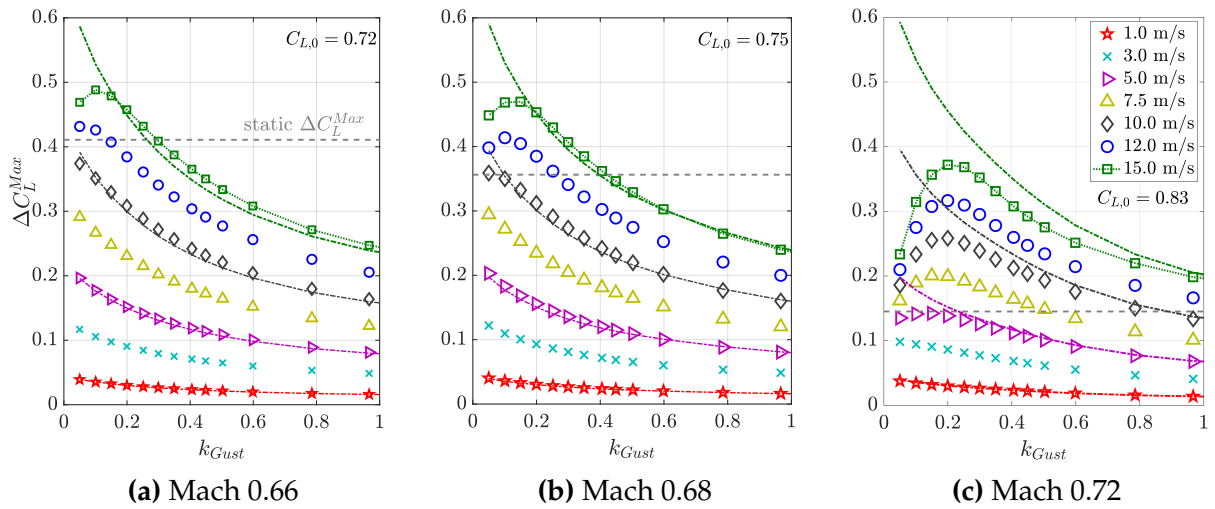 0.6
0.5
0.4
0.3
0.2
0.1
0
ΔC_L^Max
C_{L,0} = 0.72
static ΔC_L^Max
0 0.2 0.4 0.6 0.8 1
k_Gust
(a) Mach 0.66
0.6
0.5
0.4
0.3
0.2
0.1
0
C_{L,0} = 0.75
0 0.2 0.4 0.6 0.8 1
k_Gust
(b) Mach 0.68
0.6
0.5
0.4
0.3
0.2
0.1
0
1.0 m/s
3.0 m/s
5.0 m/s
7.5 m/s
10.0 m/s
12.0 m/s
15.0 m/s
C_{L,0} = 0.83
0 0.2 0.4 0.6 0.8 1
k_Gust
(c) Mach 0.72